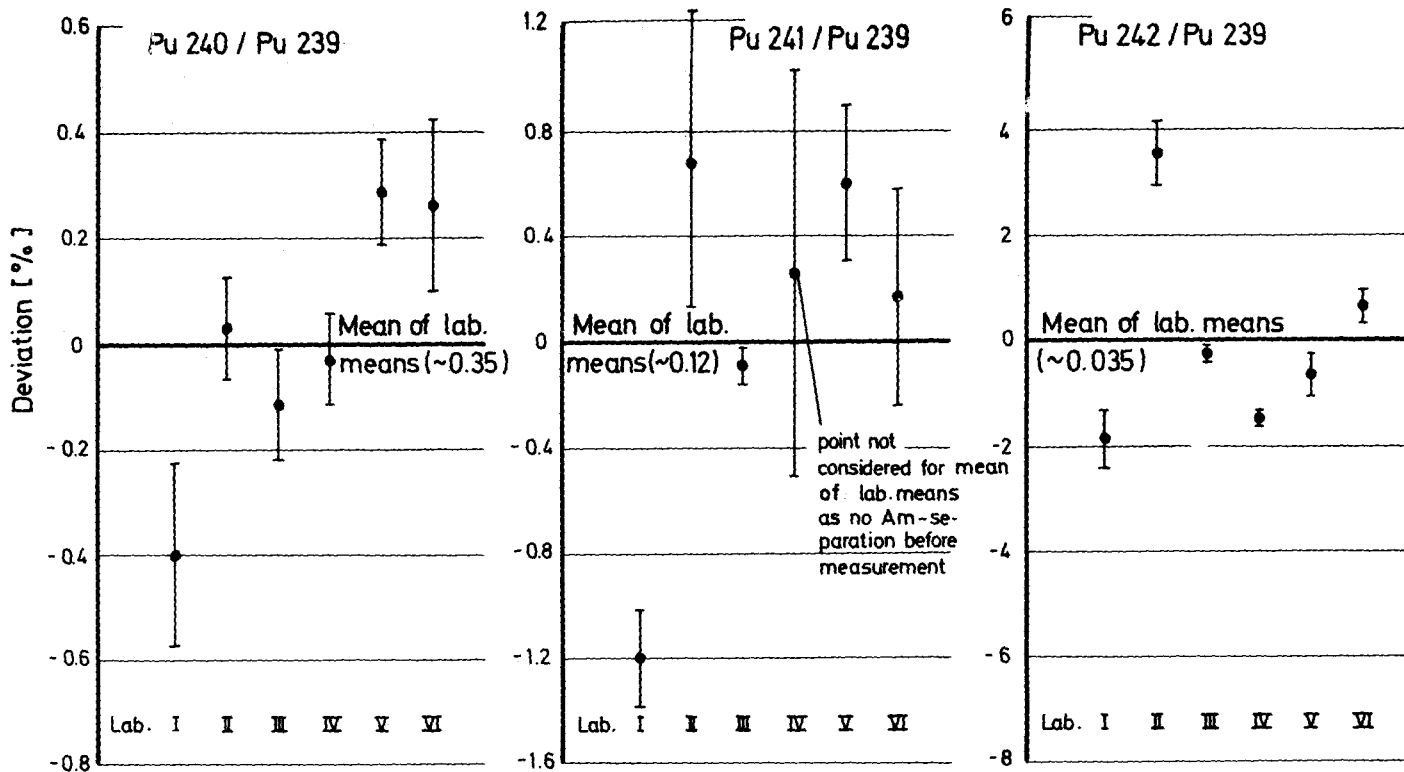 Pu 240 / Pu 239
Deviation [%]
0.6
0.4
0.2
0
-0.2
-0.4
-0.6
-0.8
Mean of lab.
means (~0.35)
Lab. I II III IV V VI
Pu 241 / Pu 239
1.2
0.8
0.4
0
-0.4
-0.8
-1.2
-1.6
Mean of lab.
means (~0.12)
point not
considered for mean
of lab. means
as no Am-se-
paration before
measurement
Lab. I II III IV V VI
Pu 242 / Pu 239
6
4
2
0
-2
-4
-6
-8
Mean of lab. means
(~0.035)
Lab. I II III IV V VI